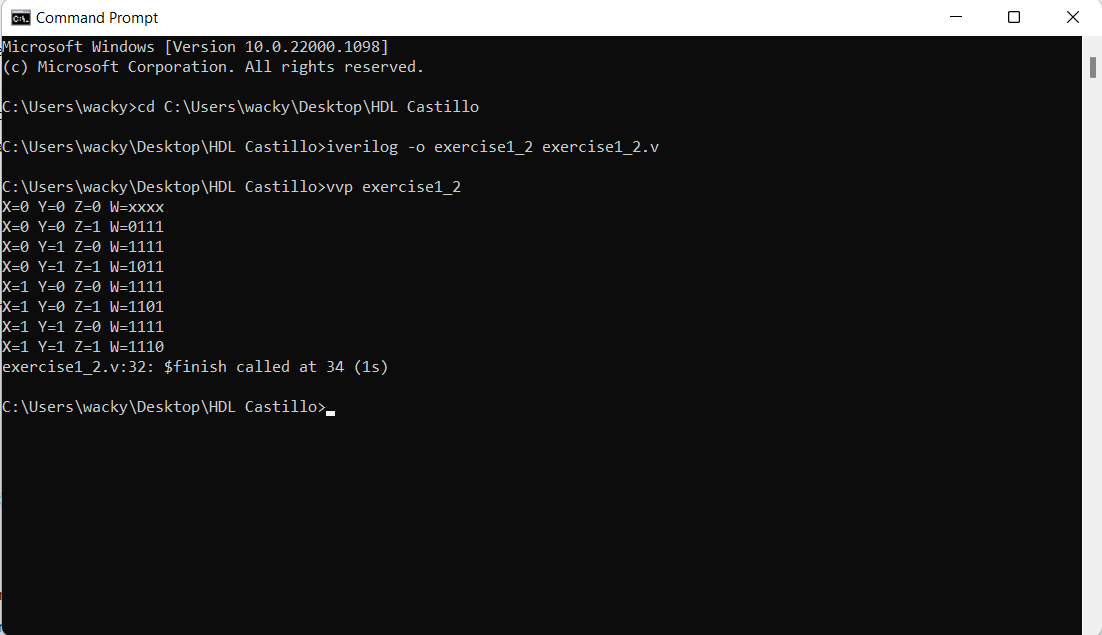 Command Prompt
Microsoft Windows [Version 10.0.22000.1098]
(c) Microsoft Corporation. All rights reserved.
C:\Users\wacky>cd C:\Users\wacky\Desktop\HDL Castillo
C:\Users\wacky\Desktop\HDL Castillo>iverilog -o exercise1_2 exercise1_2.v
C:\Users\wacky\Desktop\HDL Castillo>vvp exercise1_2
X=0 Y=0 Z=0 W=xxxx
X=0 Y=0 Z=1 W=0111
X=0 Y=1 Z=0 W=1111
X=0 Y=1 Z=1 W=1011
X=1 Y=0 Z=0 W=1111
X=1 Y=0 Z=1 W=1101
X=1 Y=1 Z=0 W=1111
X=1 Y=1 Z=1 W=1110
exercise1_2.v:32: $finish called at 34 (1s)
C:\Users\wacky\Desktop\HDL Castillo>